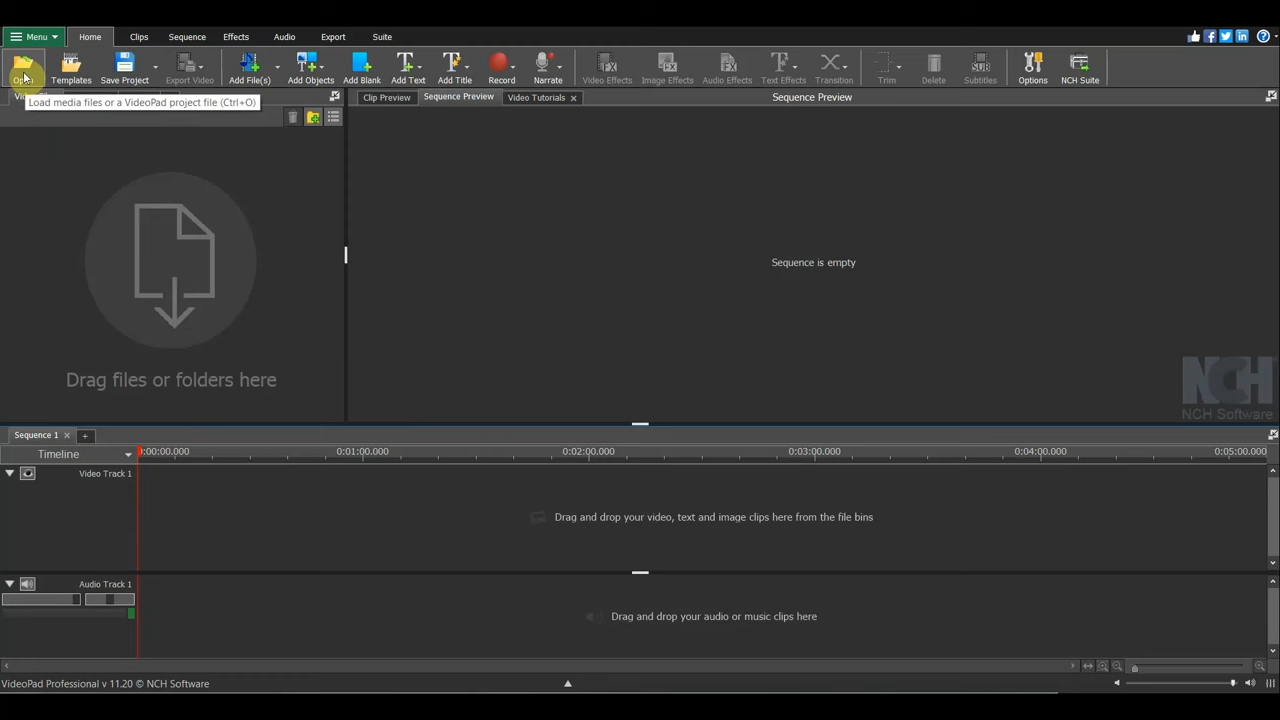 Menu Home Clips Sequence Effects Audio Export Suite
Open Templates Save Project Export Video Add File(s) Add Objects Add Blank Add Text Add Title Record Narrate Video Effects Image Effects Audio Effects Text Effects Transition Trim Delete Subtitles Options NCH Suite
Load media files or a VideoPad project file (Ctrl+O)
Clip Preview Sequence Preview Video Tutorials Sequence Preview
Sequence is empty
Drag files or folders here
NCH
NCH Software
Sequence 1
Timeline 0:00:00.000 0:01:00.000 0:02:00.000 0:03:00.000 0:04:00.000 0:05:00.000
Video Track 1
Drag and drop your video, text and image clips here from the file bins
Audio Track 1
Drag and drop your audio or music clips here
VideoPad Professional v 11.20 © NCH Software